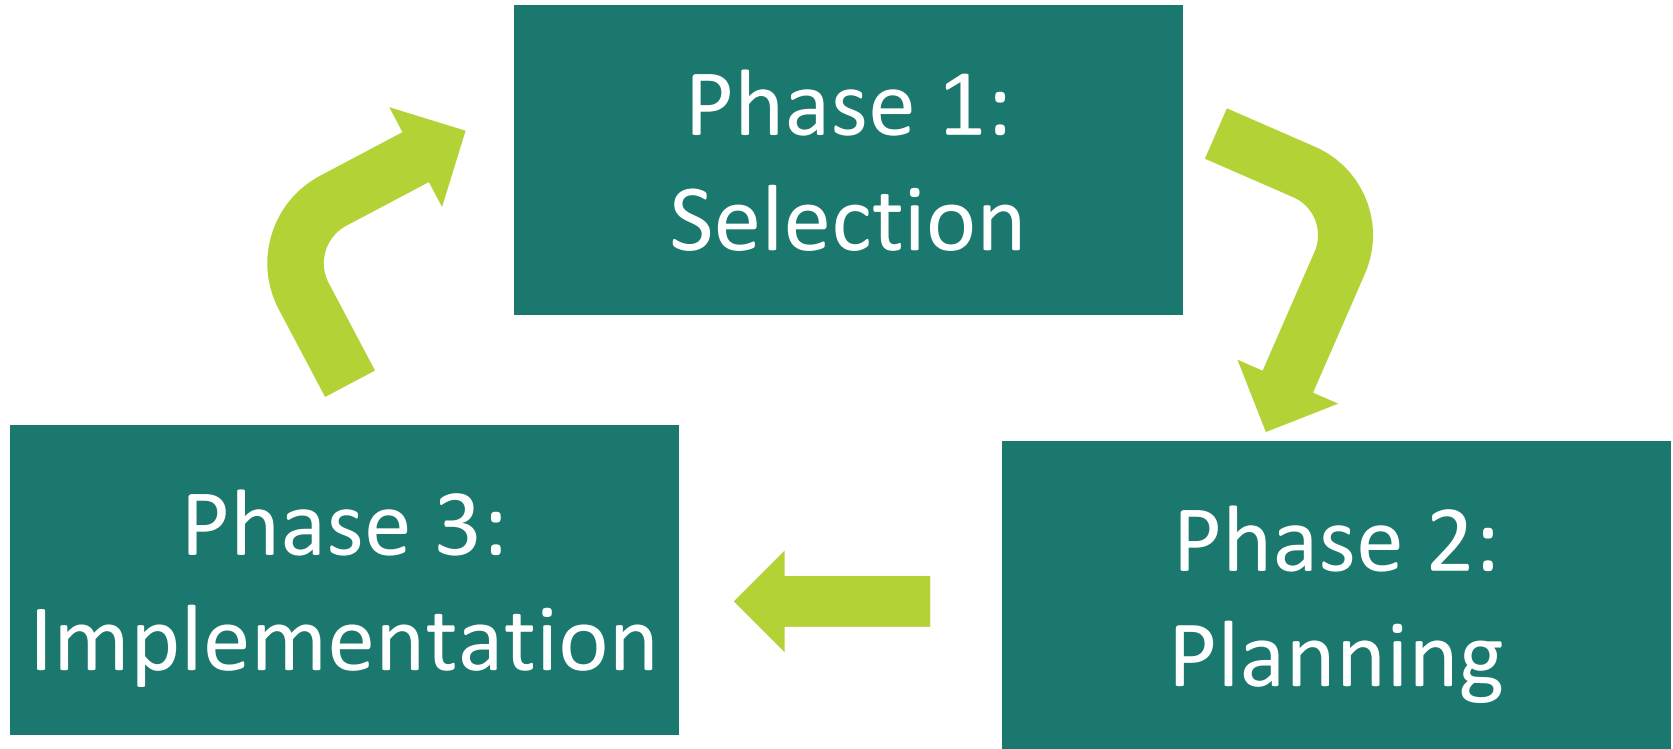 Phase 1:
Selection
Phase 2:
Planning
Phase 3:
Implementation